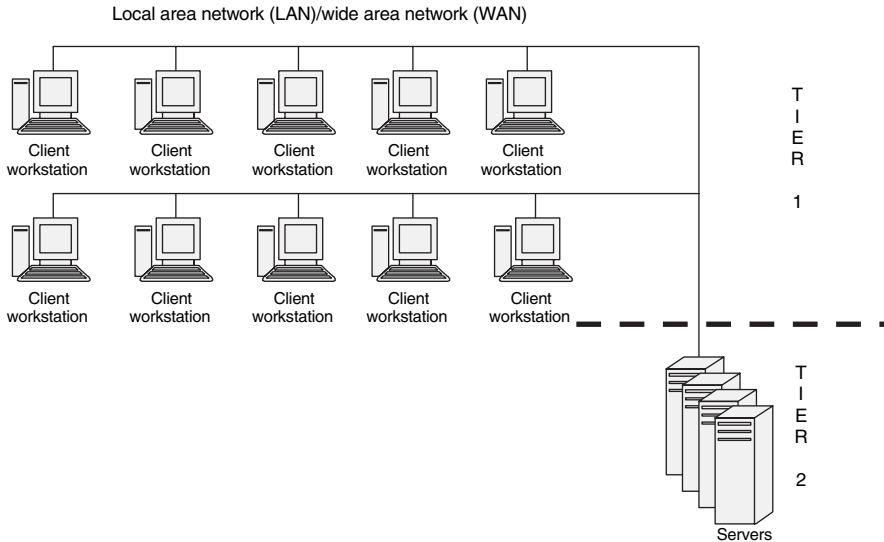 Local area network (LAN)/wide area network (WAN)
Client
workstation
Client
workstation
Client
workstation
Client
workstation
Client
workstation
T
I
E
R
1
Client
workstation
Client
workstation
Client
workstation
Client
workstation
Client
workstation
T
I
E
R
2
Servers